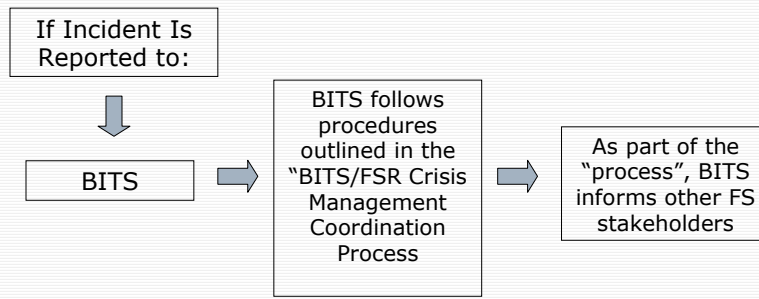 If Incident Is
Reported to:
BITS
BITS follows
procedures
outlined in the
“BITS/FSR Crisis
Management
Coordination
Process
As part of the
“process”, BITS
informs other FS
stakeholders